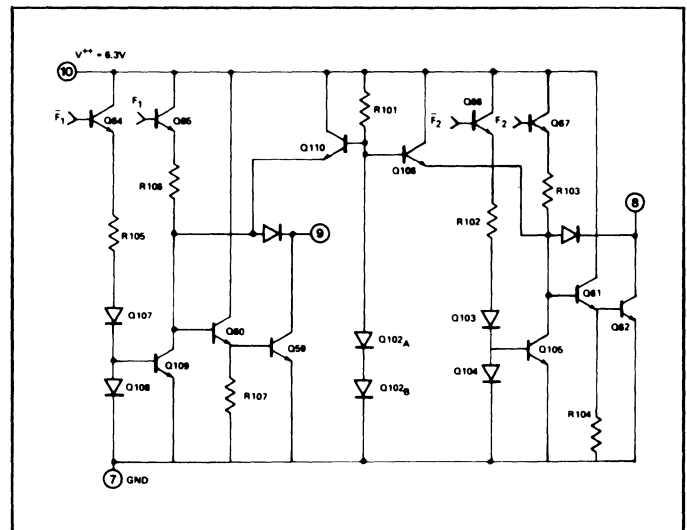 V++ = 6.3V
10
F̅1
Q64
F1
Q65
R101
F̅2
Q66
F2
Q67
Q110
Q106
R106
R103
8
R105
R102
9
Q61
Q62
Q107
Q60
Q59
Q102A
Q103
Q105
Q109
Q108
Q102B
Q104
R107
R104
7 GND